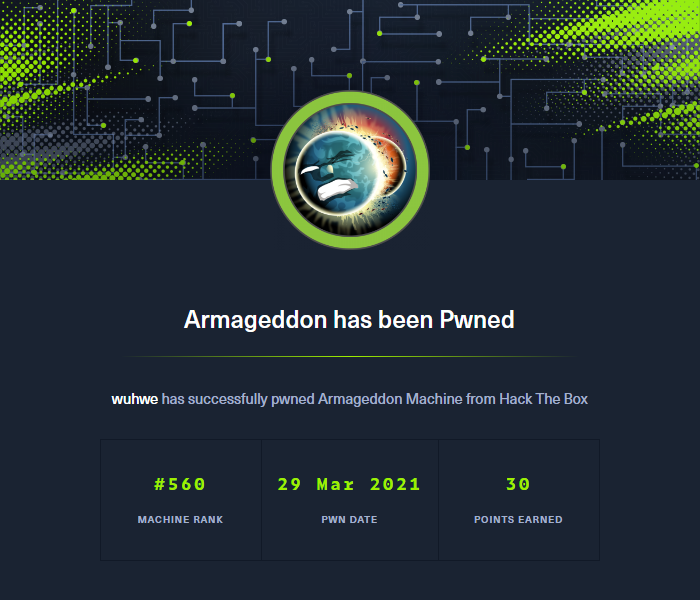 Armageddon has been Pwned
wuhwe has successfully pwned Armageddon Machine from Hack The Box
#560 29 Mar 2021 30
MACHINE RANK PWN DATE POINTS EARNED